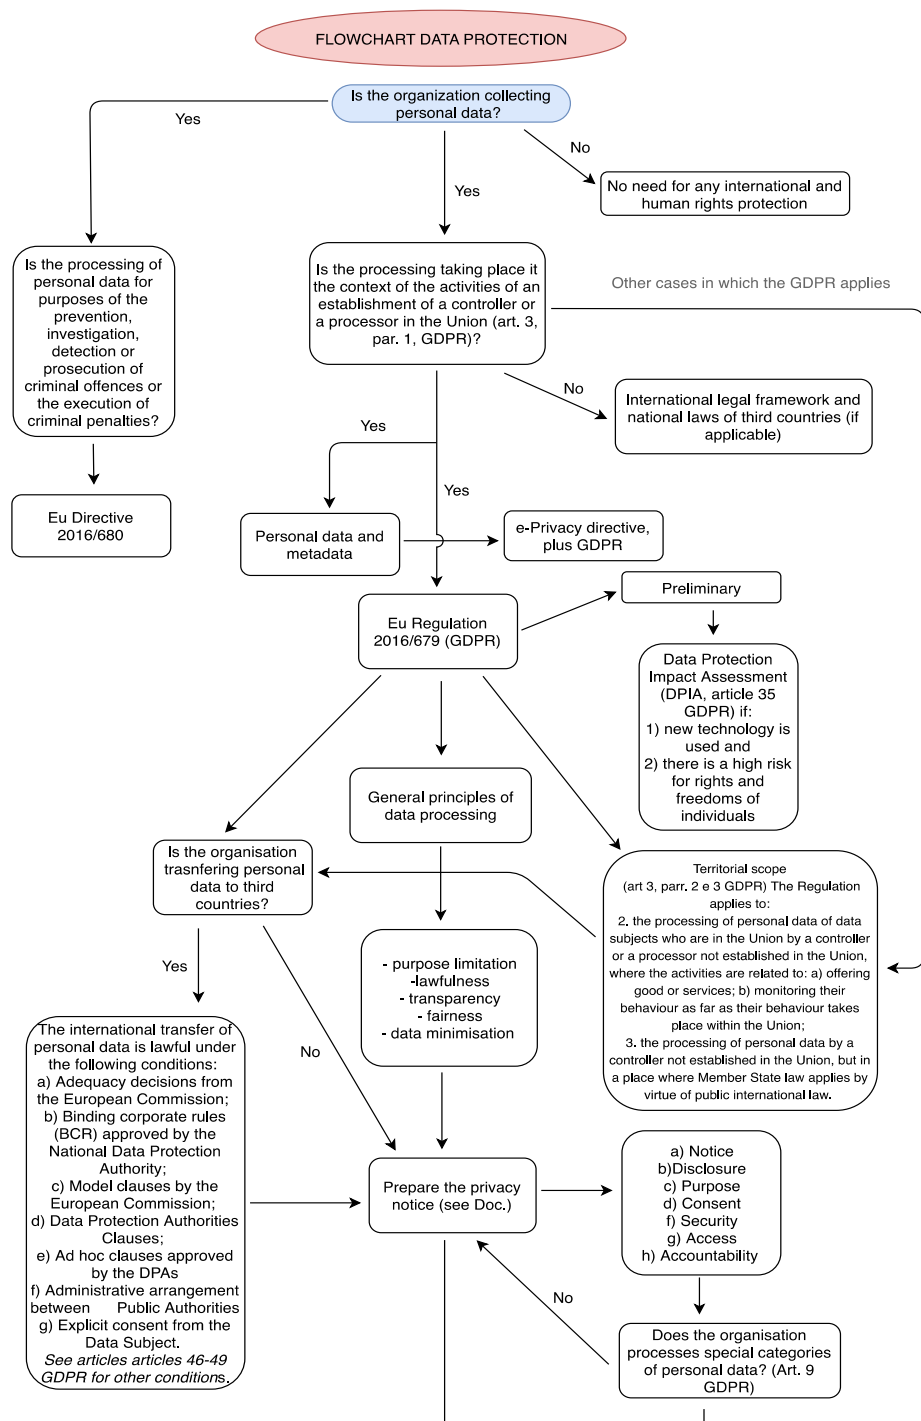 FLOWCHART DATA PROTECTION
Is the organization collecting
personal data?
Yes
No
Yes
No need for any international and
human rights protection
Is the processing of
personal data for
purposes of the
prevention,
investigation,
detection or
prosecution of
criminal offences or
the execution of
criminal penalties?
Is the processing taking place it
the context of the activities of an
establishment of a controller or
a processor in the Union (art. 3,
par. 1, GDPR)?
Other cases in which the GDPR applies
No
International legal framework and
national laws of third countries (if
applicable)
Yes
Yes
Eu Directive
2016/680
Personal data and
metadata
e-Privacy directive,
plus GDPR
Preliminary
Eu Regulation
2016/679 (GDPR)
Data Protection
Impact Assessment
(DPIA, article 35
GDPR) if:
1) new technology is
used and
2) there is a high risk
for rights and
freedoms of
individuals
General principles of
data processing
Is the organisation
trasnfering personal
data to third
countries?
Territorial scope
(art 3, parr. 2 e 3 GDPR) The Regulation
applies to:
2. the processing of personal data of data
subjects who are in the Union by a controller
or a processor not established in the Union,
where the activities are related to: a) offering
good or services; b) monitoring their
behaviour as far as their behaviour takes
place within the Union;
3. the processing of personal data by a
controller not established in the Union, but in
a place where Member State law applies by
virtue of public international law.
Yes
No
- purpose limitation
-lawfulness
- transparency
- fairness
- data minimisation
The international transfer of
personal data is lawful under
the following conditions:
a) Adequacy decisions from
the European Commission;
b) Binding corporate rules
(BCR) approved by the
National Data Protection
Authority;
c) Model clauses by the
European Commission;
d) Data Protection Authorities
Clauses;
e) Ad hoc clauses approved
by the DPAs
f) Administrative arrangement
between Public Authorities
g) Explicit consent from the
Data Subject.
See articles articles 46-49
GDPR for other conditions.
Prepare the privacy
notice (see Doc.)
a) Notice
b)Disclosure
c) Purpose
d) Consent
f) Security
g) Access
h) Accountability
No
Does the organisation
processes special categories
of personal data? (Art. 9
GDPR)